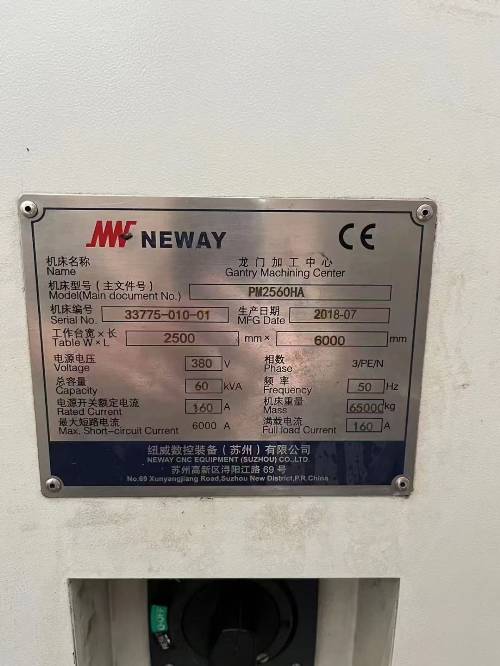 NEWAY CE
机床名称 龙门加工中心
Name Gantry Machining Center
机床型号(主文件号) PM2560HA
Model(Main document No.)
机床编号 33775-010-01 生产日期 2018-07
Serial No. MFG Date
工作台宽×长 2500 mm× 6000 mm
Table W×L
电源电压 380 V 相数 3/PE/N
Voltage Phase
总容量 60 kVA 频率 50 Hz
Capacity Frequency
电源开关额定电流 160 A 机床重量 65000 kg
Rated Current Mass
最大短路电流 6000 A 满载电流 160 A
Max. Short-circuit Current Full load Current
纽威数控装备(苏州)有限公司
NEWAY CNC EQUIPMENT (SUZHOU) CO.,LTD
苏州高新区浔阳江路 69 号
No.69 Xunyangjiang Road,Suzhou New District,P.R.China